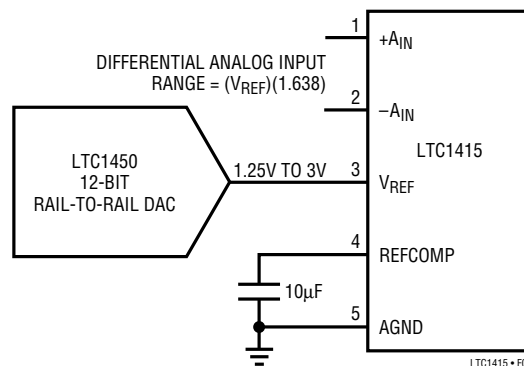 1
+AIN
DIFFERENTIAL ANALOG INPUT
RANGE = (VREF)(1.638)
2
–AIN
LTC1415
LTC1450
12-BIT
RAIL-TO-RAIL DAC
1.25V TO 3V
3
VREF
4
REFCOMP
10µF
5
AGND
LTC1415 •